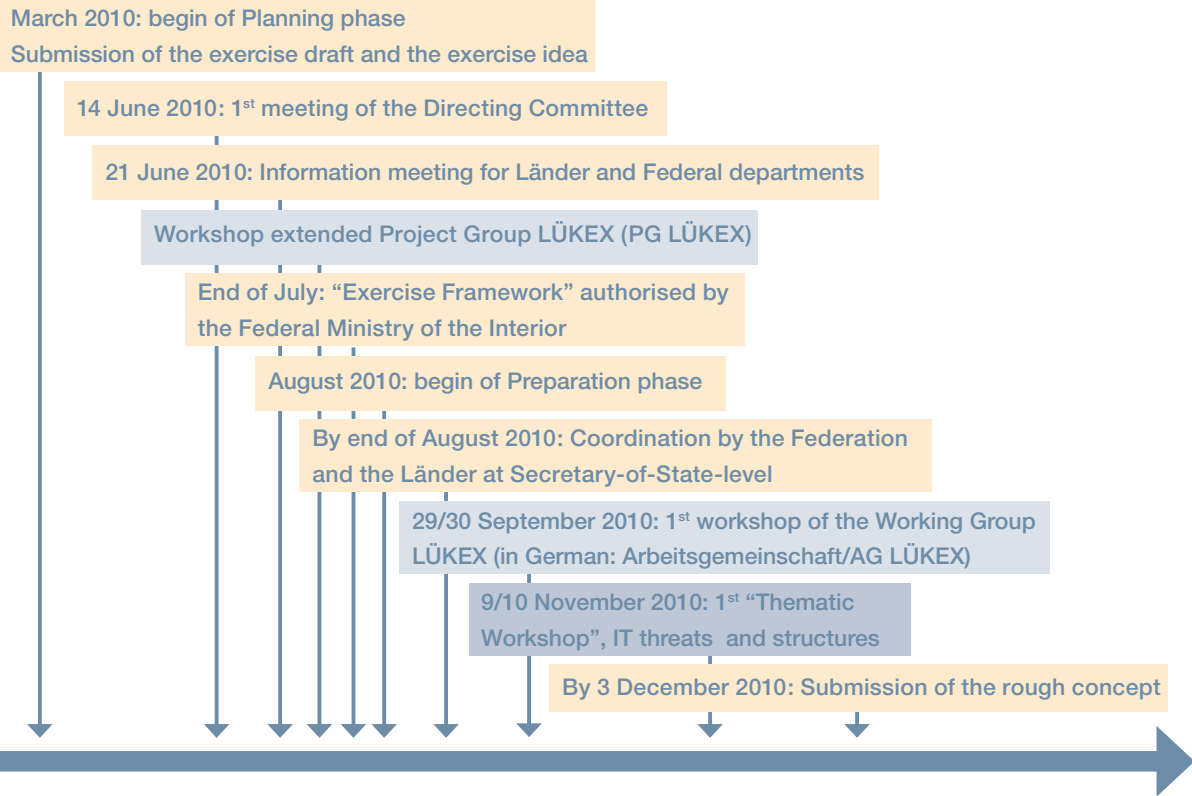 March 2010: begin of Planning phase
Submission of the exercise draft and the exercise idea
14 June 2010: 1st meeting of the Directing Committee
21 June 2010: Information meeting for Länder and Federal departments
Workshop extended Project Group LÜKEX (PG LÜKEX)
End of July: “Exercise Framework” authorised by
the Federal Ministry of the Interior
August 2010: begin of Preparation phase
By end of August 2010: Coordination by the Federation
and the Länder at Secretary-of-State-level
29/30 September 2010: 1st workshop of the Working Group
LÜKEX (in German: Arbeitsgemeinschaft/AG LÜKEX)
9/10 November 2010: 1st “Thematic
Workshop”, IT threats and structures
By 3 December 2010: Submission of the rough concept